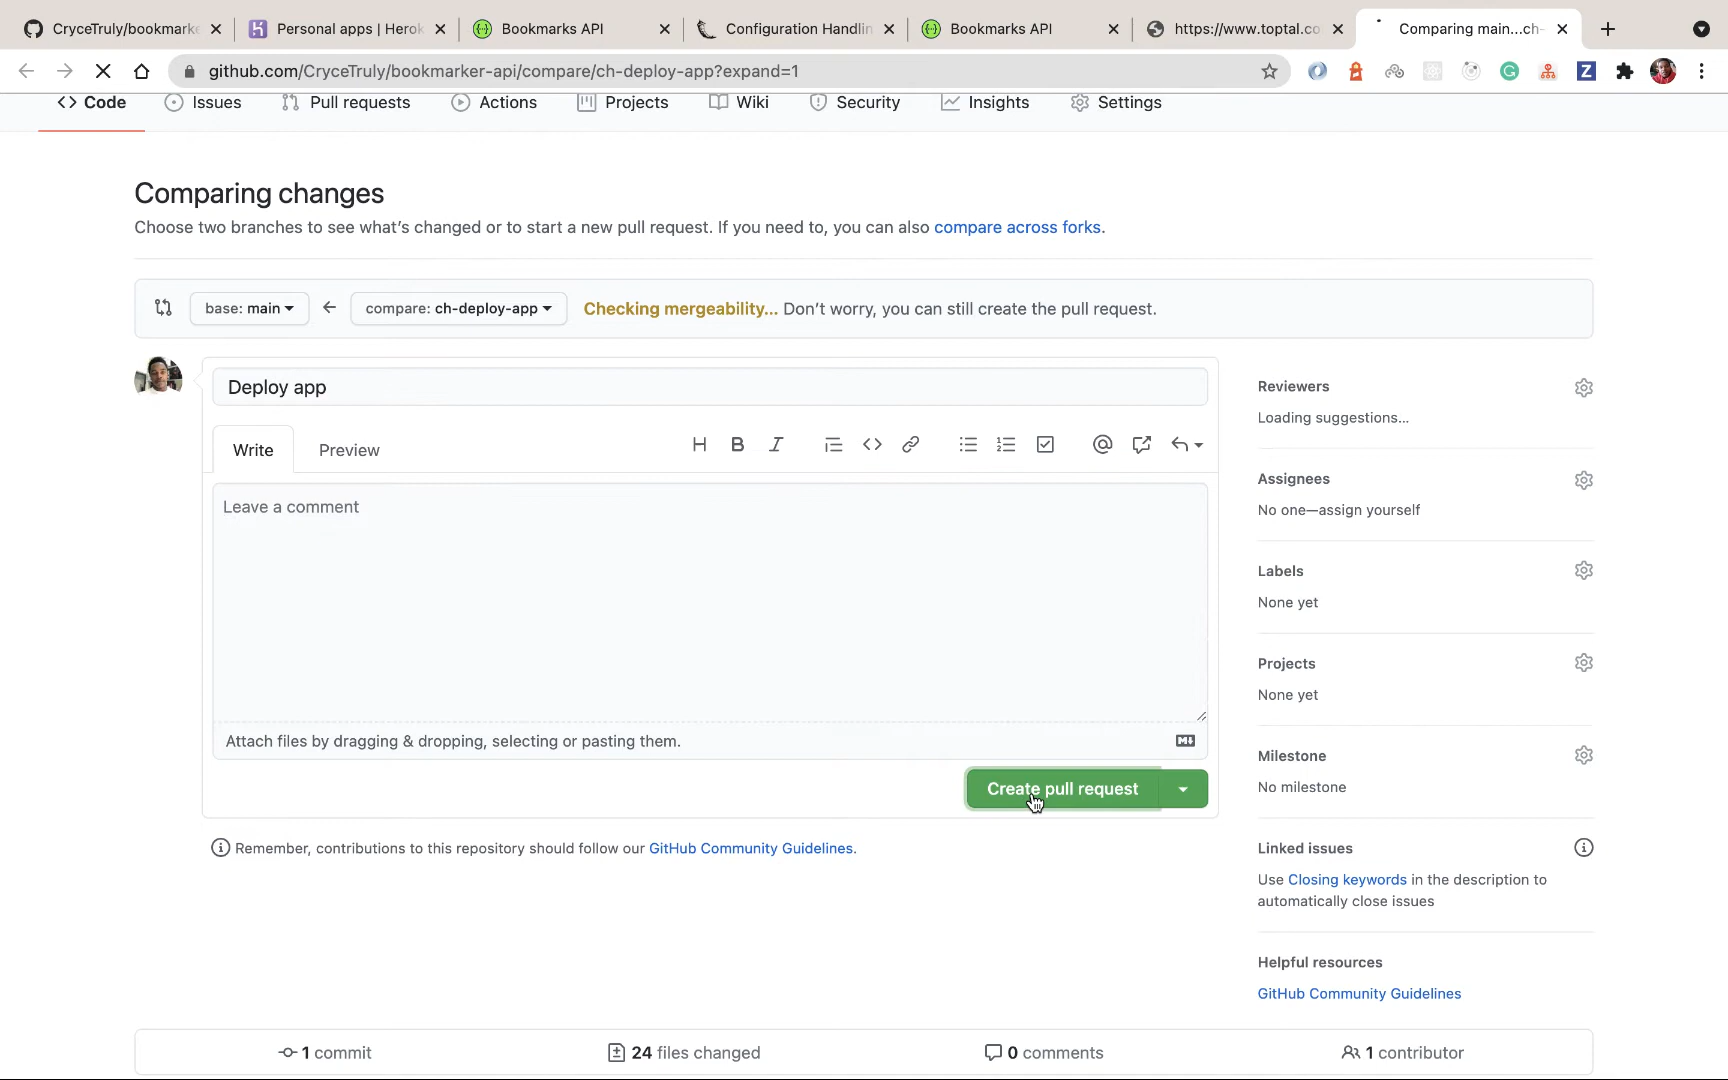 CryceTruly/bookmarke
Personal apps | Herok
Bookmarks API
Configuration Handlin
Bookmarks API
https://www.toptal.co
Comparing main...ch-
github.com/CryceTruly/bookmarker-api/compare/ch-deploy-app?expand=1
Code
Issues
Pull requests
Actions
Projects
Wiki
Security
Insights
Settings
Comparing changes
Choose two branches to see what's changed or to start a new pull request. If you need to, you can also compare across forks.
base: main
compare: ch-deploy-app
Checking mergeability... Don't worry, you can still create the pull request.
Deploy app
Write
Preview
Leave a comment
Attach files by dragging & dropping, selecting or pasting them.
Create pull request
Remember, contributions to this repository should follow our GitHub Community Guidelines.
Reviewers
Loading suggestions...
Assignees
No one—assign yourself
Labels
None yet
Projects
None yet
Milestone
No milestone
Linked issues
Use Closing keywords in the description to
automatically close issues
Helpful resources
GitHub Community Guidelines
1 commit
24 files changed
0 comments
1 contributor